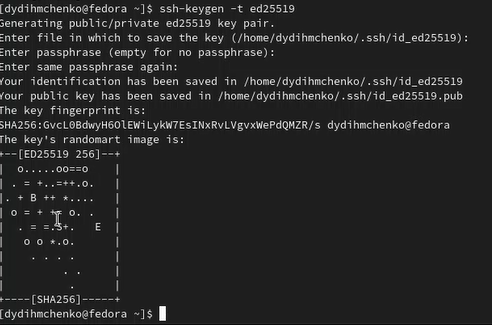 [dydihmchenko@fedora ~]$ ssh-keygen -t ed25519
Generating public/private ed25519 key pair.
Enter file in which to save the key (/home/dydihmchenko/.ssh/id_ed25519):
Enter passphrase (empty for no passphrase):
Enter same passphrase again:
Your identification has been saved in /home/dydihmchenko/.ssh/id_ed25519
Your public key has been saved in /home/dydihmchenko/.ssh/id_ed25519.pub
The key fingerprint is:
SHA256:GvcL0BdwyH6OlEWiLykW7EsINxRvLVgvxWePdQMZR/s dydihmchenko@fedora
The key's randomart image is:
+--[ED25519 256]--+
|  o.....oo==o    |
| . = +..=++.o.   |
|. + B ++ *....   |
| o = + += o. .   |
|  . = =.S+.   E  |
|   o o *.o.      |
|    . . . .      |
|        . .      |
|         .       |
+----[SHA256]-----+
[dydihmchenko@fedora ~]$